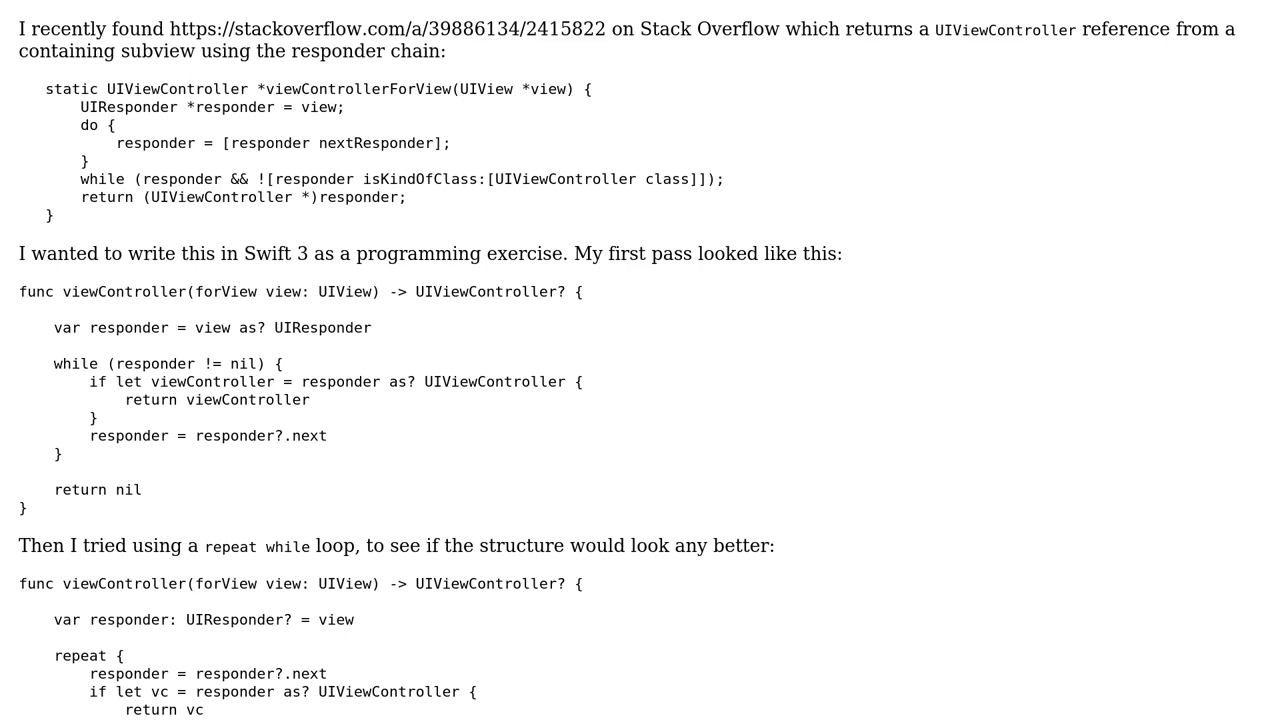 I recently found https://stackoverflow.com/a/39886134/2415822 on Stack Overflow which returns a UIViewController reference from a
containing subview using the responder chain:
static UIViewController *viewControllerForView(UIView *view) {
UIResponder *responder = view;
do {
responder = [responder nextResponder];
}
while (responder && ![responder isKindOfClass:[UIViewController class]]);
return (UIViewController *)responder;
}
I wanted to write this in Swift 3 as a programming exercise. My first pass looked like this:
func viewController(forView view: UIView) -> UIViewController? {
var responder = view as? UIResponder
while (responder != nil) {
if let viewController = responder as? UIViewController {
return viewController
}
responder = responder?.next
}
return nil
}
Then I tried using a repeat while loop, to see if the structure would look any better:
func viewController(forView view: UIView) -> UIViewController? {
var responder: UIResponder? = view
repeat {
responder = responder?.next
if let vc = responder as? UIViewController {
return vc